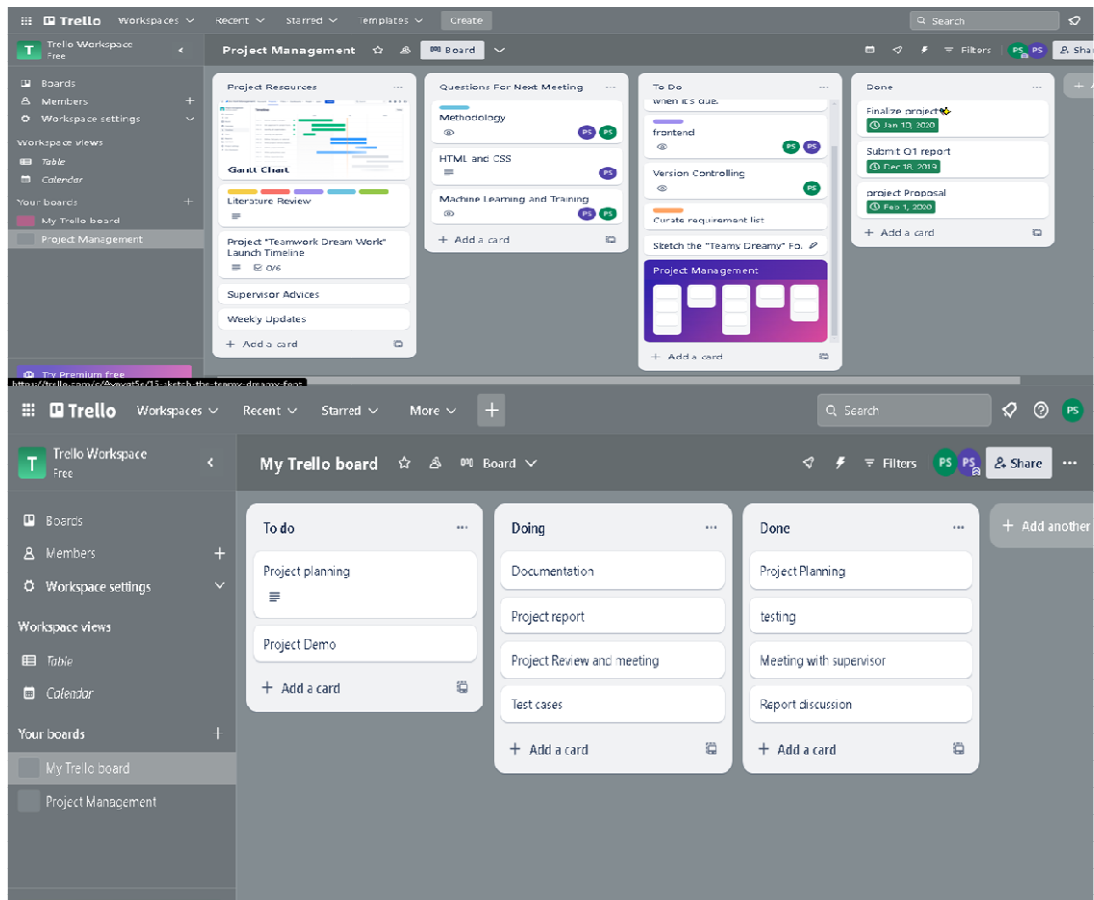 Trello Workspaces Recent Starred Templates Create Search
T Trello Workspace
Free
Project Management Board Filters PS PS Sha
Boards
Members
Workspace settings
Workspace views
Table
Calendar
Your boards
My Trello board
Project Management
Try Premium free
Project Resources
Gantt Chart
Literature Review
Project "Teamwork Dream Work"
Launch Timeline
0/6
Supervisor Advices
Weekly Updates
+ Add a card
Questions For Next Meeting
Methodology
PS PS
HTML and CSS
PS
Machine Learning and Training
PS PS
+ Add a card
To Do
when it's due.
frontend
PS PS
Version Controlling
PS
Curate requirement list
Sketch the "Teamy Dreamy" Fo.
Project Management
+ Add a card
Done
Finalize project
Jan 10, 2020
Submit Q1 report
Dec 18, 2019
project Proposal
Feb 1, 2020
+ Add a card
Trello Workspaces Recent Starred More + Search PS
T Trello Workspace
Free
My Trello board Board Filters PS PS Share
Boards
Members
Workspace settings
Workspace views
Table
Calendar
Your boards
My Trello board
Project Management
To do
Project planning
Project Demo
+ Add a card
Doing
Documentation
Project report
Project Review and meeting
Test cases
+ Add a card
Done
Project Planning
testing
Meeting with supervisor
Report discussion
+ Add a card
+ Add another